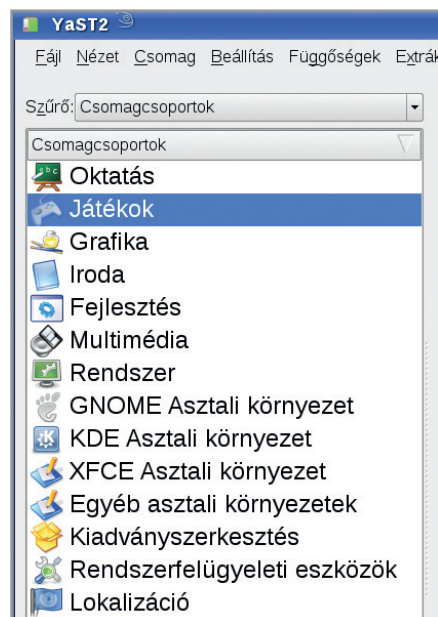 YaST2
Fájl Nézet Csomag Beállítás Függőségek Extrák
Szűrő: Csomagcsoportok
Csomagcsoportok
Oktatás
Játékok
Grafika
Iroda
Fejlesztés
Multimédia
Rendszer
GNOME Asztali környezet
KDE Asztali környezet
XFCE Asztali környezet
Egyéb asztali környezetek
Kiadványszerkesztés
Rendszerfelügyeleti eszközök
Lokalizáció